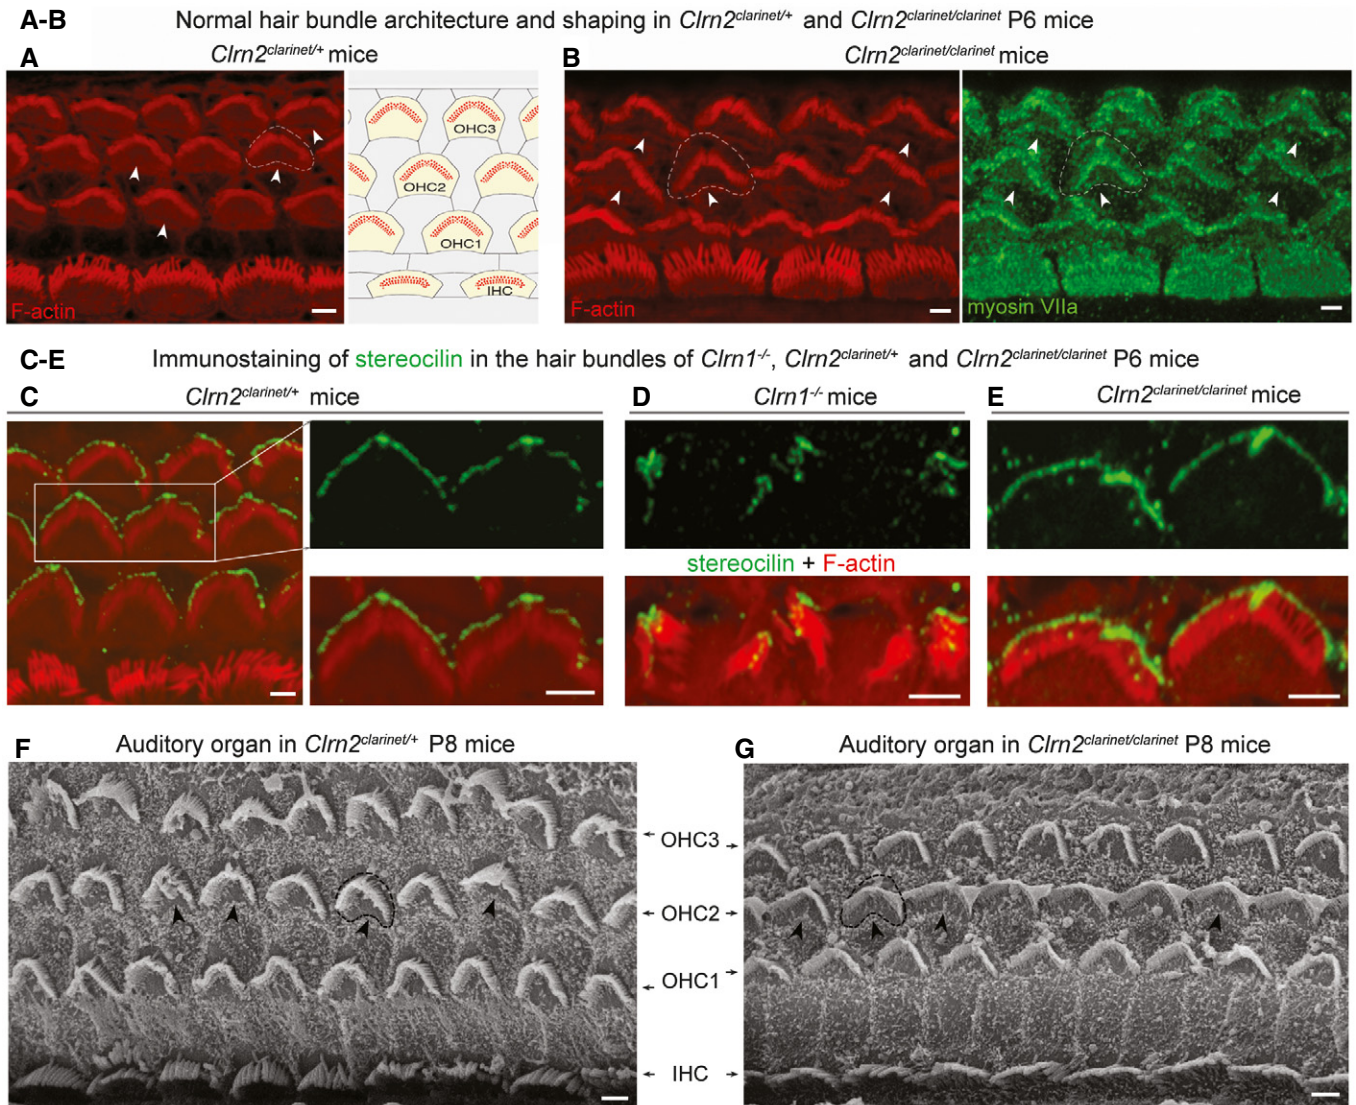 A-B Normal hair bundle architecture and shaping in Clrn2clarinet/+ and Clrn2clarinet/clarinet P6 mice
A Clrn2clarinet/+ mice
B Clrn2clarinet/clarinet mice
OHC3
OHC2
OHC1
IHC
F-actin
F-actin
myosin VIIa
C-E Immunostaining of stereocilin in the hair bundles of Clrn1-/-, Clrn2clarinet/+ and Clrn2clarinet/clarinet P6 mice
C Clrn2clarinet/+ mice
D Clrn1-/- mice
E Clrn2clarinet/clarinet mice
stereocilin + F-actin
F Auditory organ in Clrn2clarinet/+ P8 mice
G Auditory organ in Clrn2clarinet/clarinet P8 mice
OHC3
OHC2
OHC1
IHC